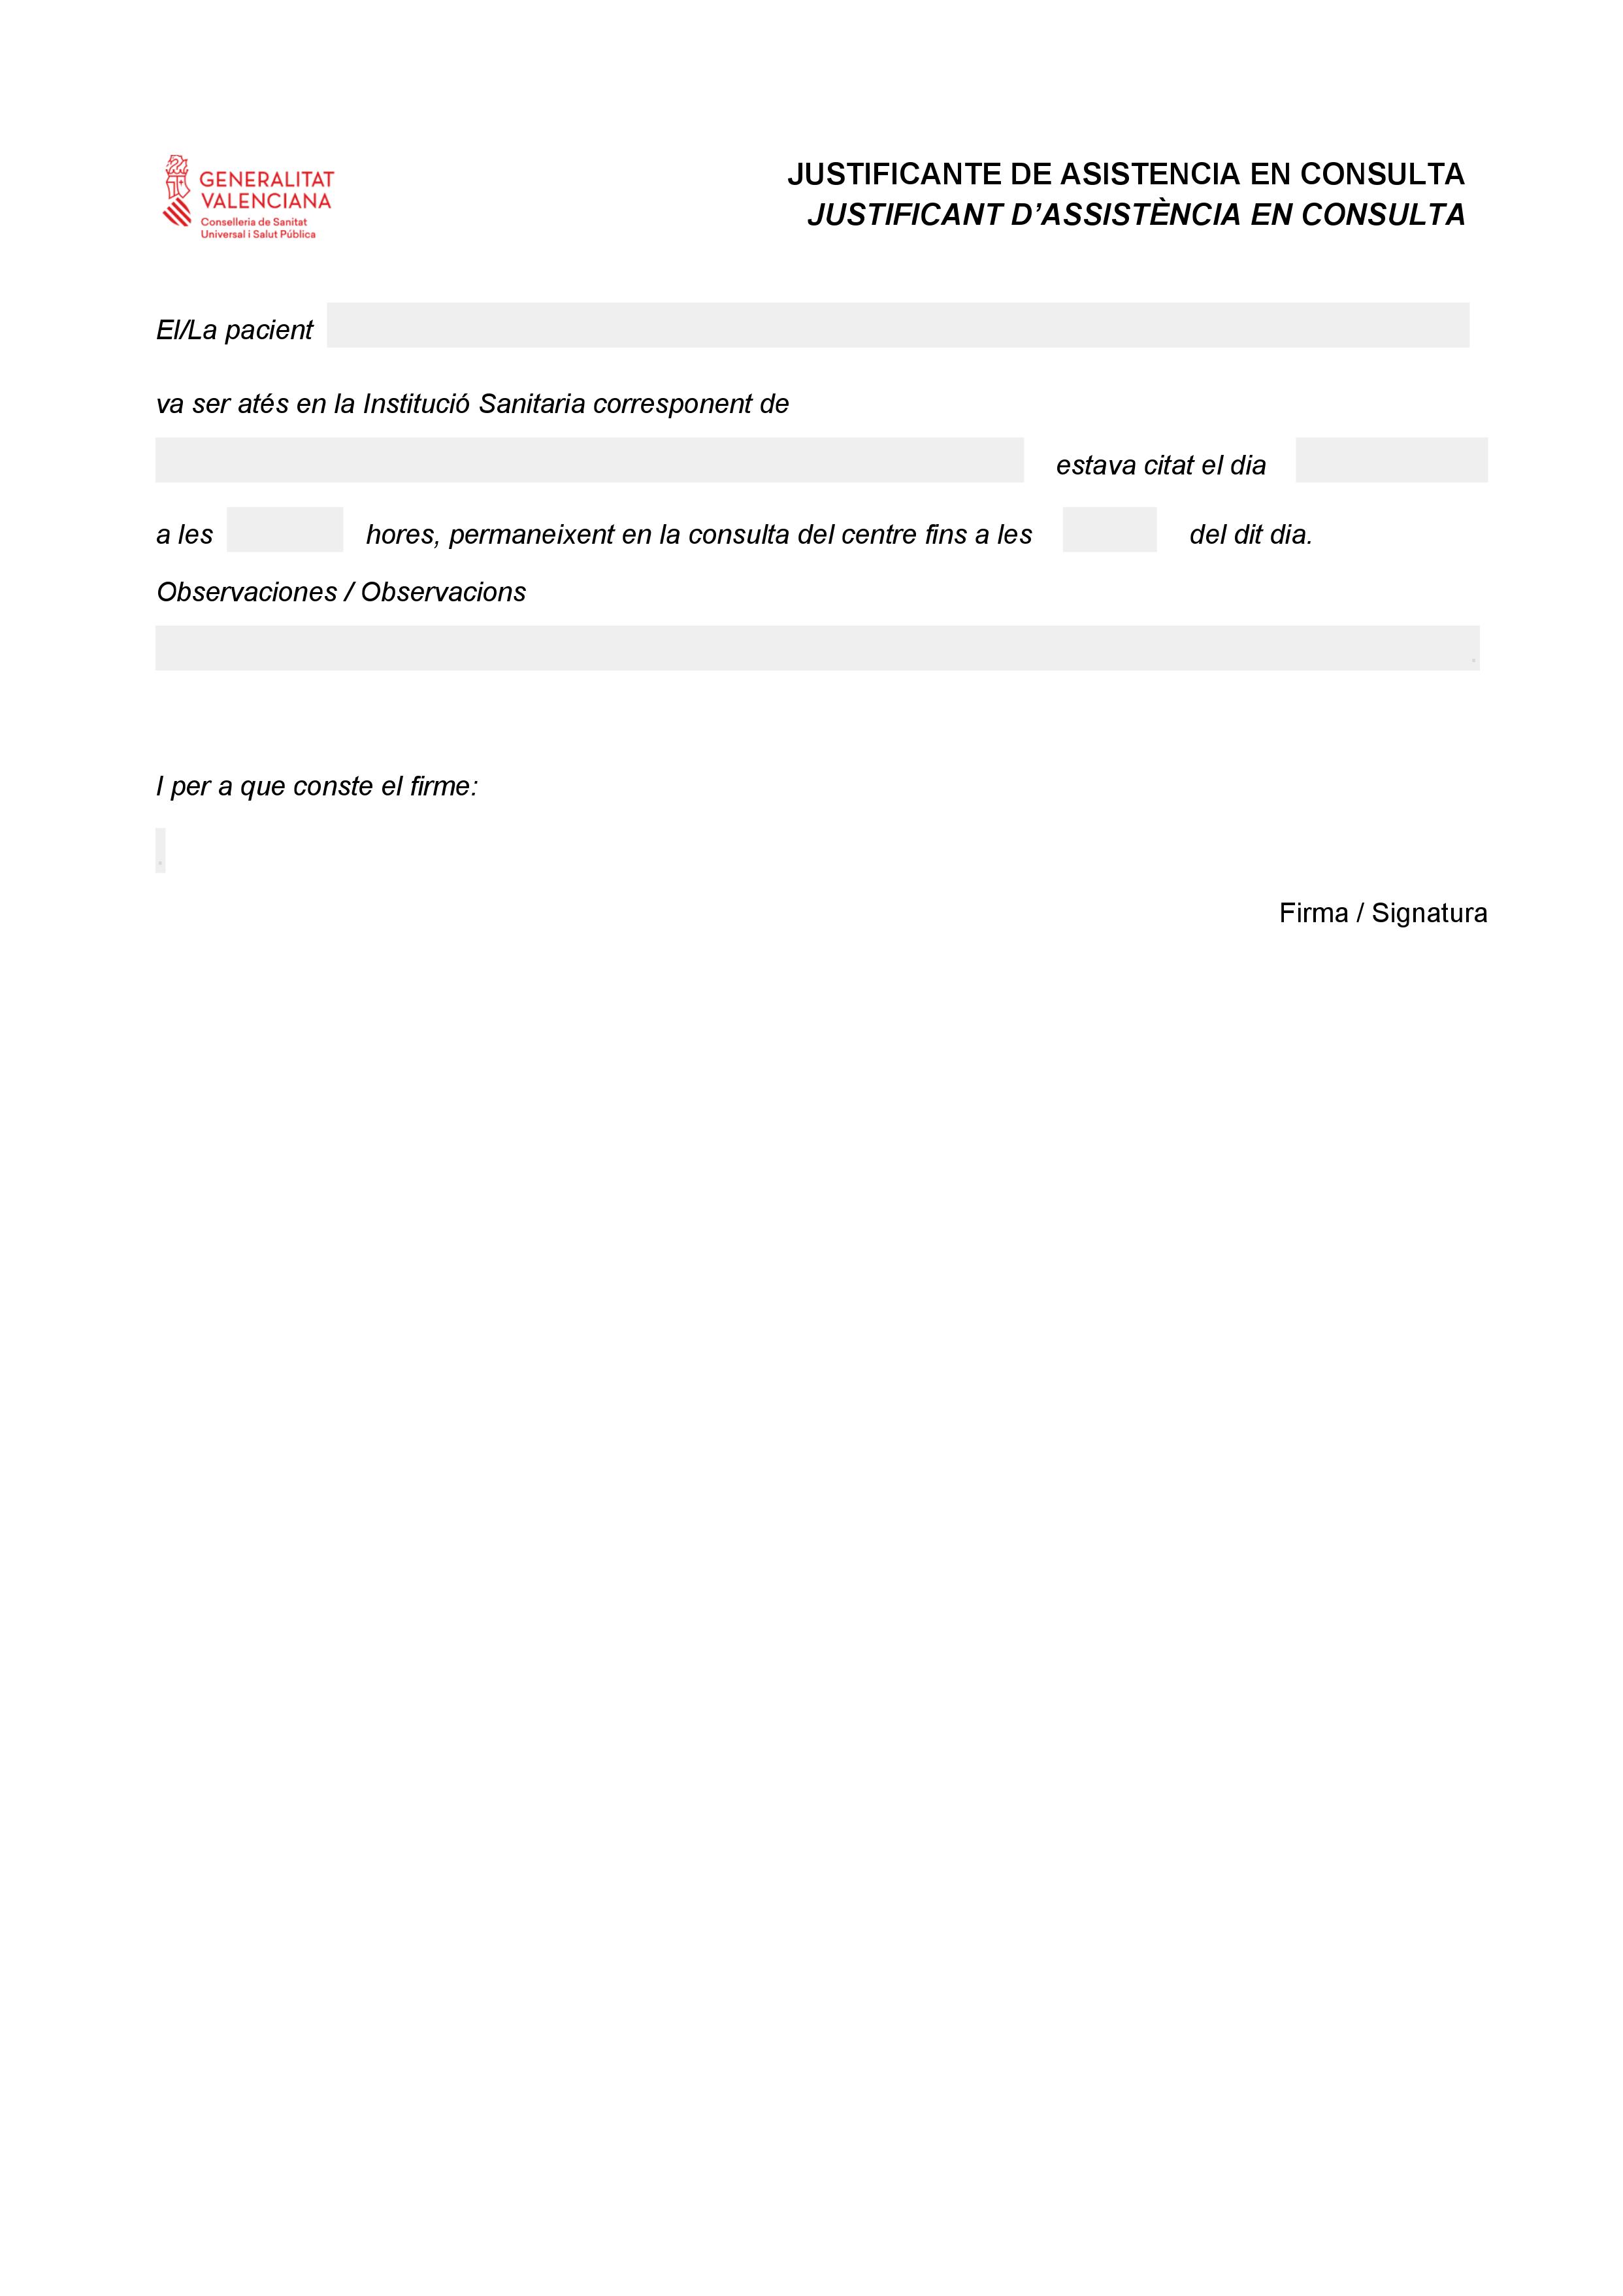 GENERALITAT
VALENCIANA
Conselleria de Sanitat
Universal i Salut Pública
JUSTIFICANTE DE ASISTENCIA EN CONSULTA
JUSTIFICANT D’ASSISTÈNCIA EN CONSULTA
El/La pacient
va ser atés en la Institució Sanitaria corresponent de
estava citat el dia
a les hores, permaneixent en la consulta del centre fins a les del dit dia.
Observaciones / Observacions
.
I per a que conste el firme:
.
Firma / Signatura